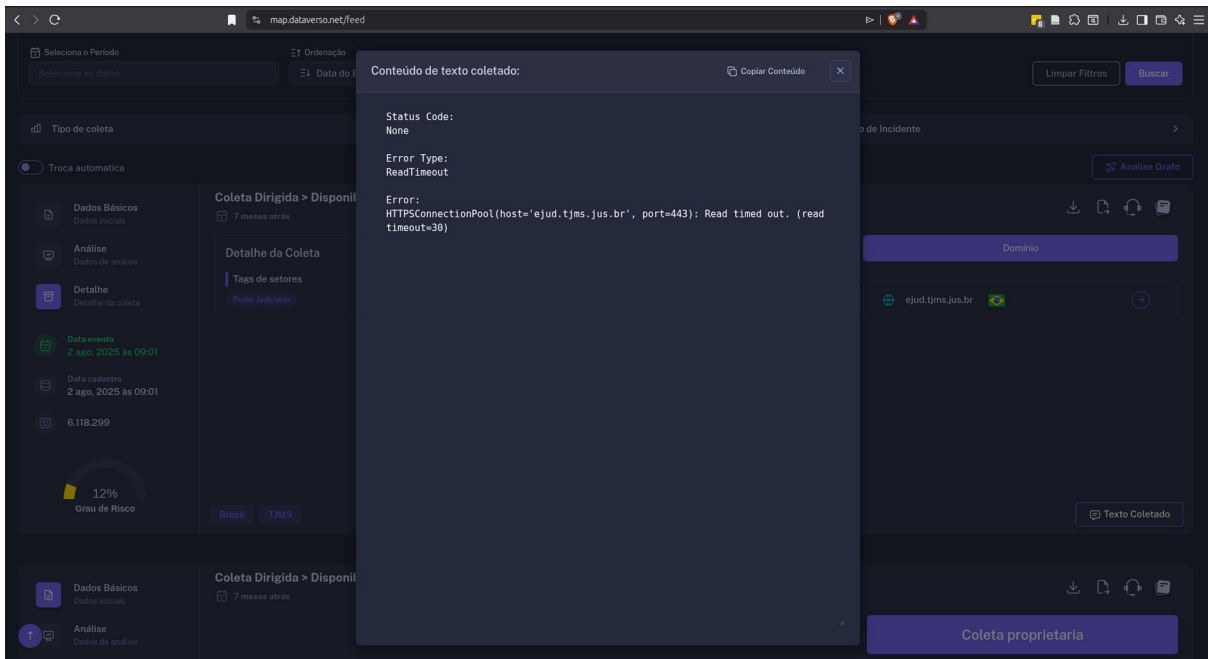 map.dataverso.net/feed
Seleciona o Período
Seleciona as datas
Ordenação
Data do E
Limpar Filtros
Buscar
Tipo de coleta
o de Incidente
Troca automatica
Analise Grafo
Conteúdo de texto coletado:
Copiar Conteúdo
Status Code:
None
Error Type:
ReadTimeout
Error:
HTTPSConnectionPool(host='ejud.tjms.jus.br', port=443): Read timed out. (read
timeout=30)
Dados Básicos
Dados iniciais
Análise
Dados de análise
Detalhe
Detalhe da coleta
Data evento
2 ago, 2025 às 09:01
Data cadastro
2 ago, 2025 às 09:01
6.118.299
12%
Grau de Risco
Coleta Dirigida > Disponil
7 meses atrás
Detalhe da Coleta
Tags de setores
Poder Judiciário
Brasil
TJMS
Domínio
ejud.tjms.jus.br
Texto Coletado
Dados Básicos
Dados iniciais
Análise
Dados de análise
Coleta Dirigida > Disponil
7 meses atrás
Coleta proprietaria